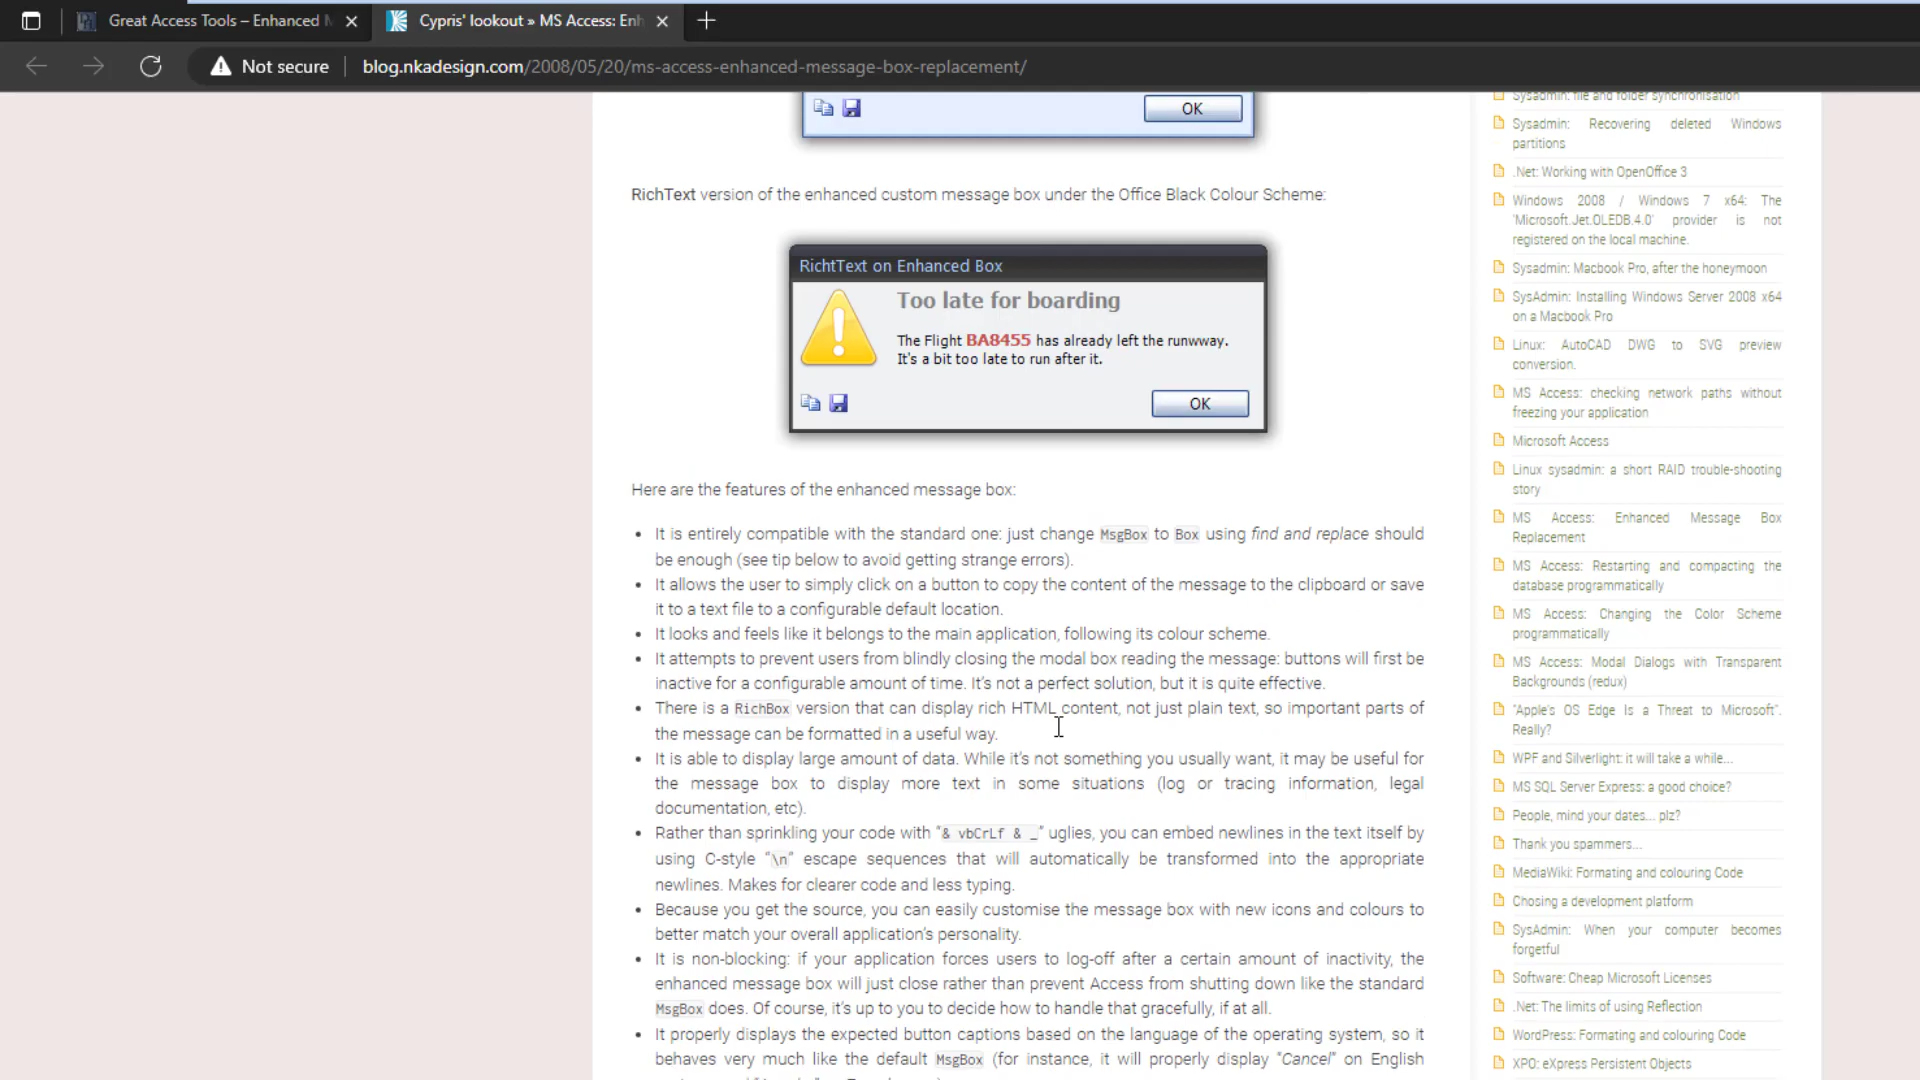 Great Access Tools – Enhanced M
Cypris' lookout » MS Access: Enh
Not secure
blog.nkadesign.com/2008/05/20/ms-access-enhanced-message-box-replacement/
OK
RichText version of the enhanced custom message box under the Office Black Colour Scheme:
RichtText on Enhanced Box
Too late for boarding
The Flight BA8455 has already left the runwway.
It's a bit too late to run after it.
OK
Here are the features of the enhanced message box:
It is entirely compatible with the standard one: just change MsgBox to Box using find and replace should
be enough (see tip below to avoid getting strange errors).
It allows the user to simply click on a button to copy the content of the message to the clipboard or save
it to a text file to a configurable default location.
It looks and feels like it belongs to the main application, following its colour scheme.
It attempts to prevent users from blindly closing the modal box reading the message: buttons will first be
inactive for a configurable amount of time. It's not a perfect solution, but it is quite effective.
There is a RichBox version that can display rich HTML content, not just plain text, so important parts of
the message can be formatted in a useful way.
It is able to display large amount of data. While it's not something you usually want, it may be useful for
the message box to display more text in some situations (log or tracing information, legal
documentation, etc).
Rather than sprinkling your code with "& vbCrLf & _" uglies, you can embed newlines in the text itself by
using C-style "\n" escape sequences that will automatically be transformed into the appropriate
newlines. Makes for clearer code and less typing.
Because you get the source, you can easily customise the message box with new icons and colours to
better match your overall application's personality.
It is non-blocking: if your application forces users to log-off after a certain amount of inactivity, the
enhanced message box will just close rather than prevent Access from shutting down like the standard
MsgBox does. Of course, it's up to you to decide how to handle that gracefully, if at all.
It properly displays the expected button captions based on the language of the operating system, so it
behaves very much like the default MsgBox (for instance, it will properly display "Cancel" on English
Sysadmin: file and folder synchronisation
Sysadmin: Recovering deleted Windows
partitions
.Net: Working with OpenOffice 3
Windows 2008 / Windows 7 x64: The
'Microsoft.Jet.OLEDB.4.0' provider is not
registered on the local machine.
Sysadmin: Macbook Pro, after the honeymoon
SysAdmin: Installing Windows Server 2008 x64
on a Macbook Pro
Linux: AutoCAD DWG to SVG preview
conversion.
MS Access: checking network paths without
freezing your application
Microsoft Access
Linux sysadmin: a short RAID trouble-shooting
story
MS Access: Enhanced Message Box
Replacement
MS Access: Restarting and compacting the
database programmatically
MS Access: Changing the Color Scheme
programmatically
MS Access: Modal Dialogs with Transparent
Backgrounds (redux)
"Apple's OS Edge Is a Threat to Microsoft".
Really?
WPF and Silverlight: it will take a while…
MS SQL Server Express: a good choice?
People, mind your dates… plz?
Thank you spammers…
MediaWiki: Formating and colouring Code
Chosing a development platform
SysAdmin: When your computer becomes
forgetful
Software: Cheap Microsoft Licenses
.Net: The limits of using Reflection
WordPress: Formating and colouring Code
XPO: eXpress Persistent Objects